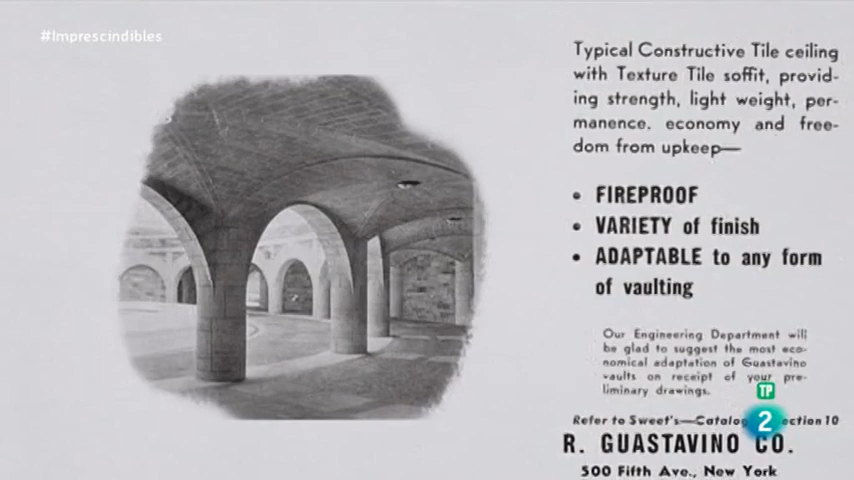 #Imprescindibles
Typical Constructive Tile ceiling
with Texture Tile soffit, provid-
ing strength, light weight, per-
manence. economy and free-
dom from upkeep—
• FIREPROOF
• VARIETY of finish
• ADAPTABLE to any form
of vaulting
Our Engineering Department will
be glad to suggest the most eco-
nomical adaptation of Guastavino
vaults on receipt of your pre-
liminary drawings.
TP
2
Refer to Sweet's—
10
R. GUASTAVINO CO.
500 Fifth Ave., New York